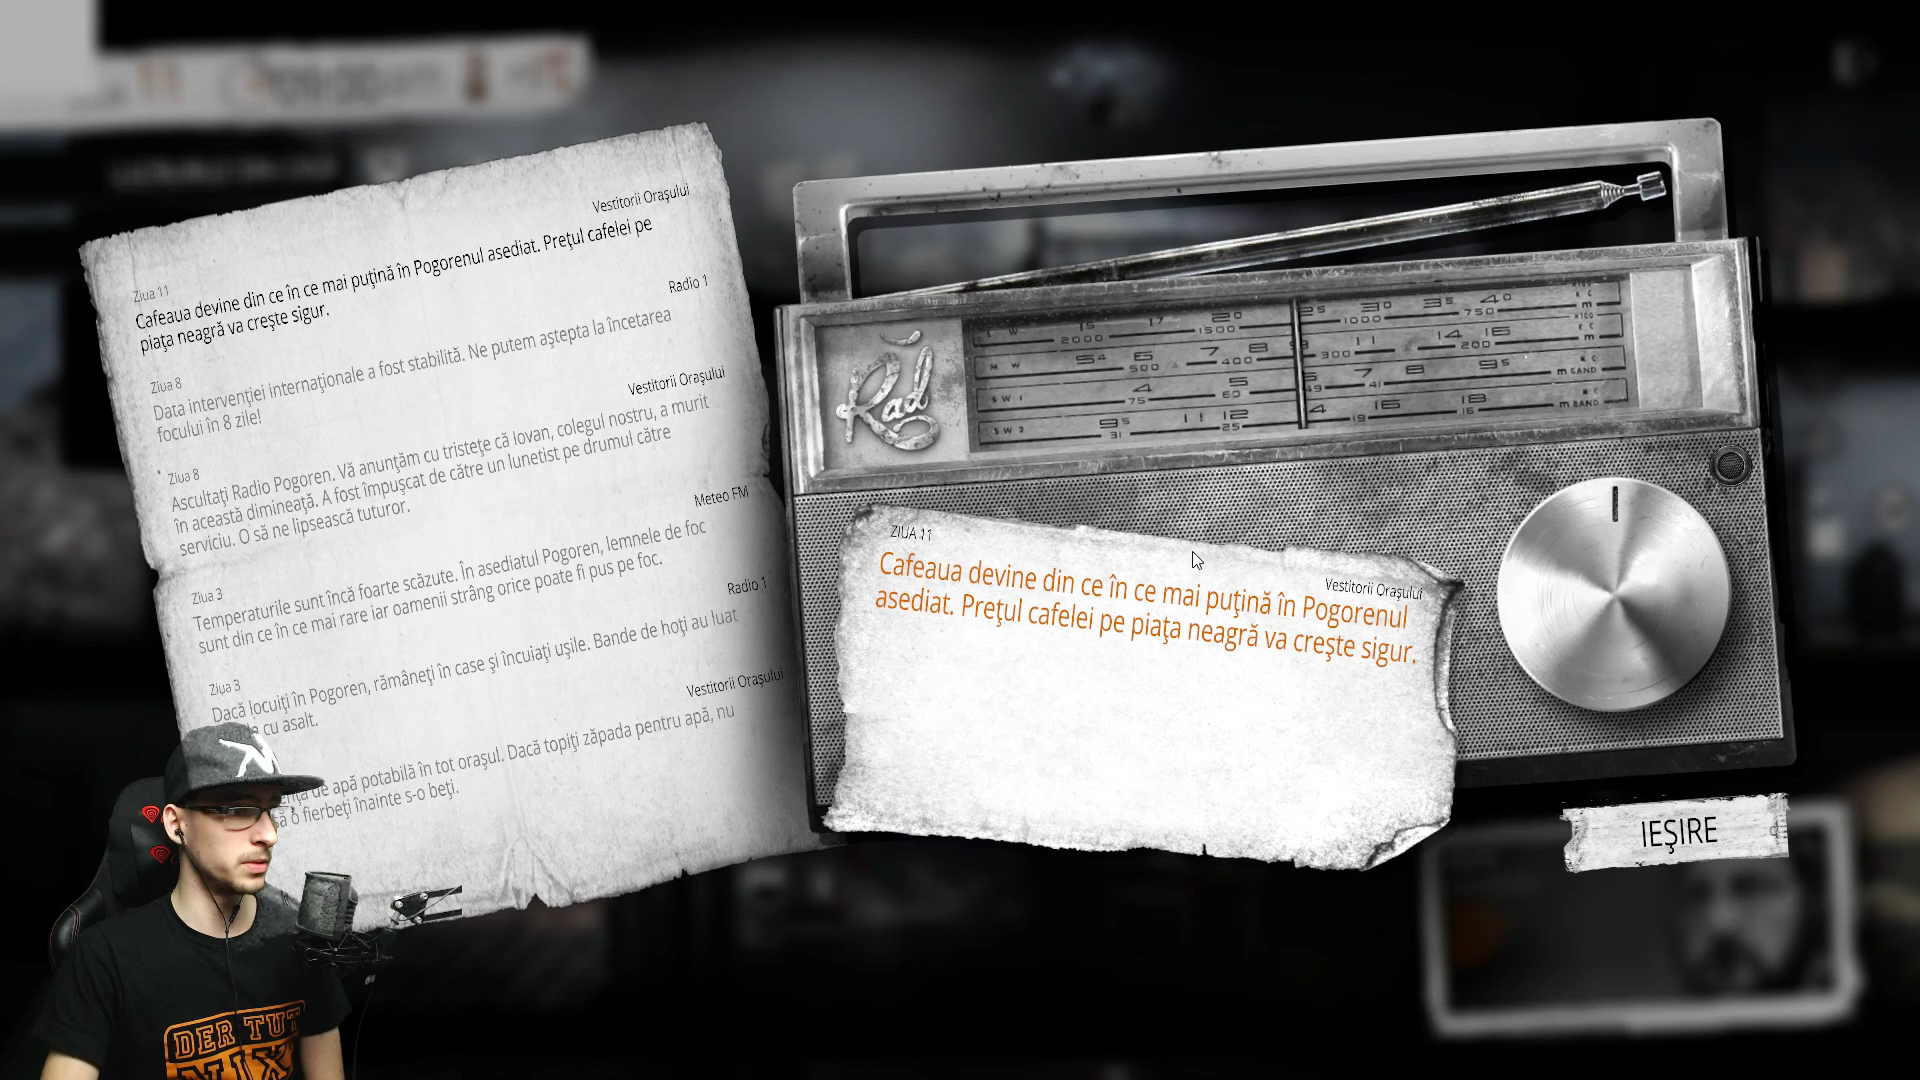 Vestitorii Orașului
Ziua 11
Cafeaua devine din ce în ce mai puţină în Pogorenul asediat. Preţul cafelei pe
piaţa neagră va creşte sigur.
Radio 1
Ziua 8
Data intervenţiei internaţionale a fost stabilită. Ne putem aştepta la încetarea
focului în 8 zile!
Vestitorii Oraşului
Ziua 8
Ascultaţi Radio Pogoren. Vă anunţăm cu tristeţe că Iovan, colegul nostru, a murit
în această dimineaţă. A fost împuşcat de către un lunetist pe drumul către
serviciu. O să ne lipsească tuturor.
Meteo FM
Ziua 3
Temperaturile sunt încă foarte scăzute. În asediatul Pogoren, lemnele de foc
sunt din ce în ce mai rare iar oamenii strâng orice poate fi pus pe foc.
Radio 1
Ziua 3
Dacă locuiţi în Pogoren, rămâneţi în case şi încuiaţi uşile. Bande de hoţi au luat
cu asalt.
Vestitorii Oraşului
de apă potabilă în tot oraşul. Dacă topiţi zăpada pentru apă, nu
o fierbeţi înainte s-o beţi.
Rad
ZIUA 11
Vestitorii Oraşului
Cafeaua devine din ce în ce mai puţină în Pogorenul
asediat. Preţul cafelei pe piaţa neagră va creşte sigur.
IEŞIRE
DER TUT
NIX